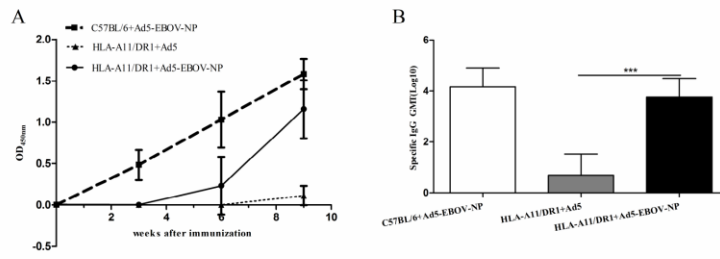 A
C57BL/6+Ad5-EBOV-NP
HLA-A11/DR1+Ad5
HLA-A11/DR1+Ad5-EBOV-NP
2.0
1.5
1.0
0.5
0.0
-0.5
OD450nm
2
4
6
8
10
weeks after immunization
B
***
6
4
2
0
Specific IgG GMT(Log10)
C57BL/6+Ad5-EBOV-NP
HLA-A11/DR1+Ad5
HLA-A11/DR1+Ad5-EBOV-NP